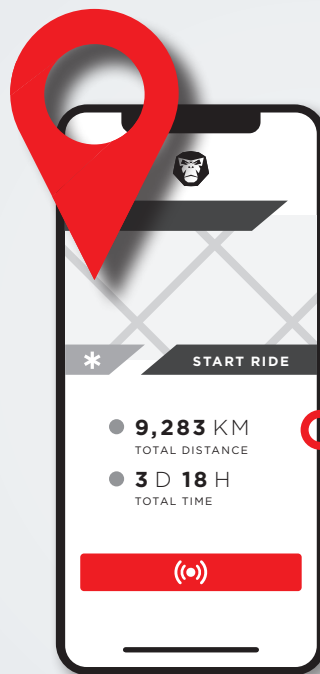 START RIDE
9,283 KM
TOTAL DISTANCE
3 D 18 H
TOTAL TIME